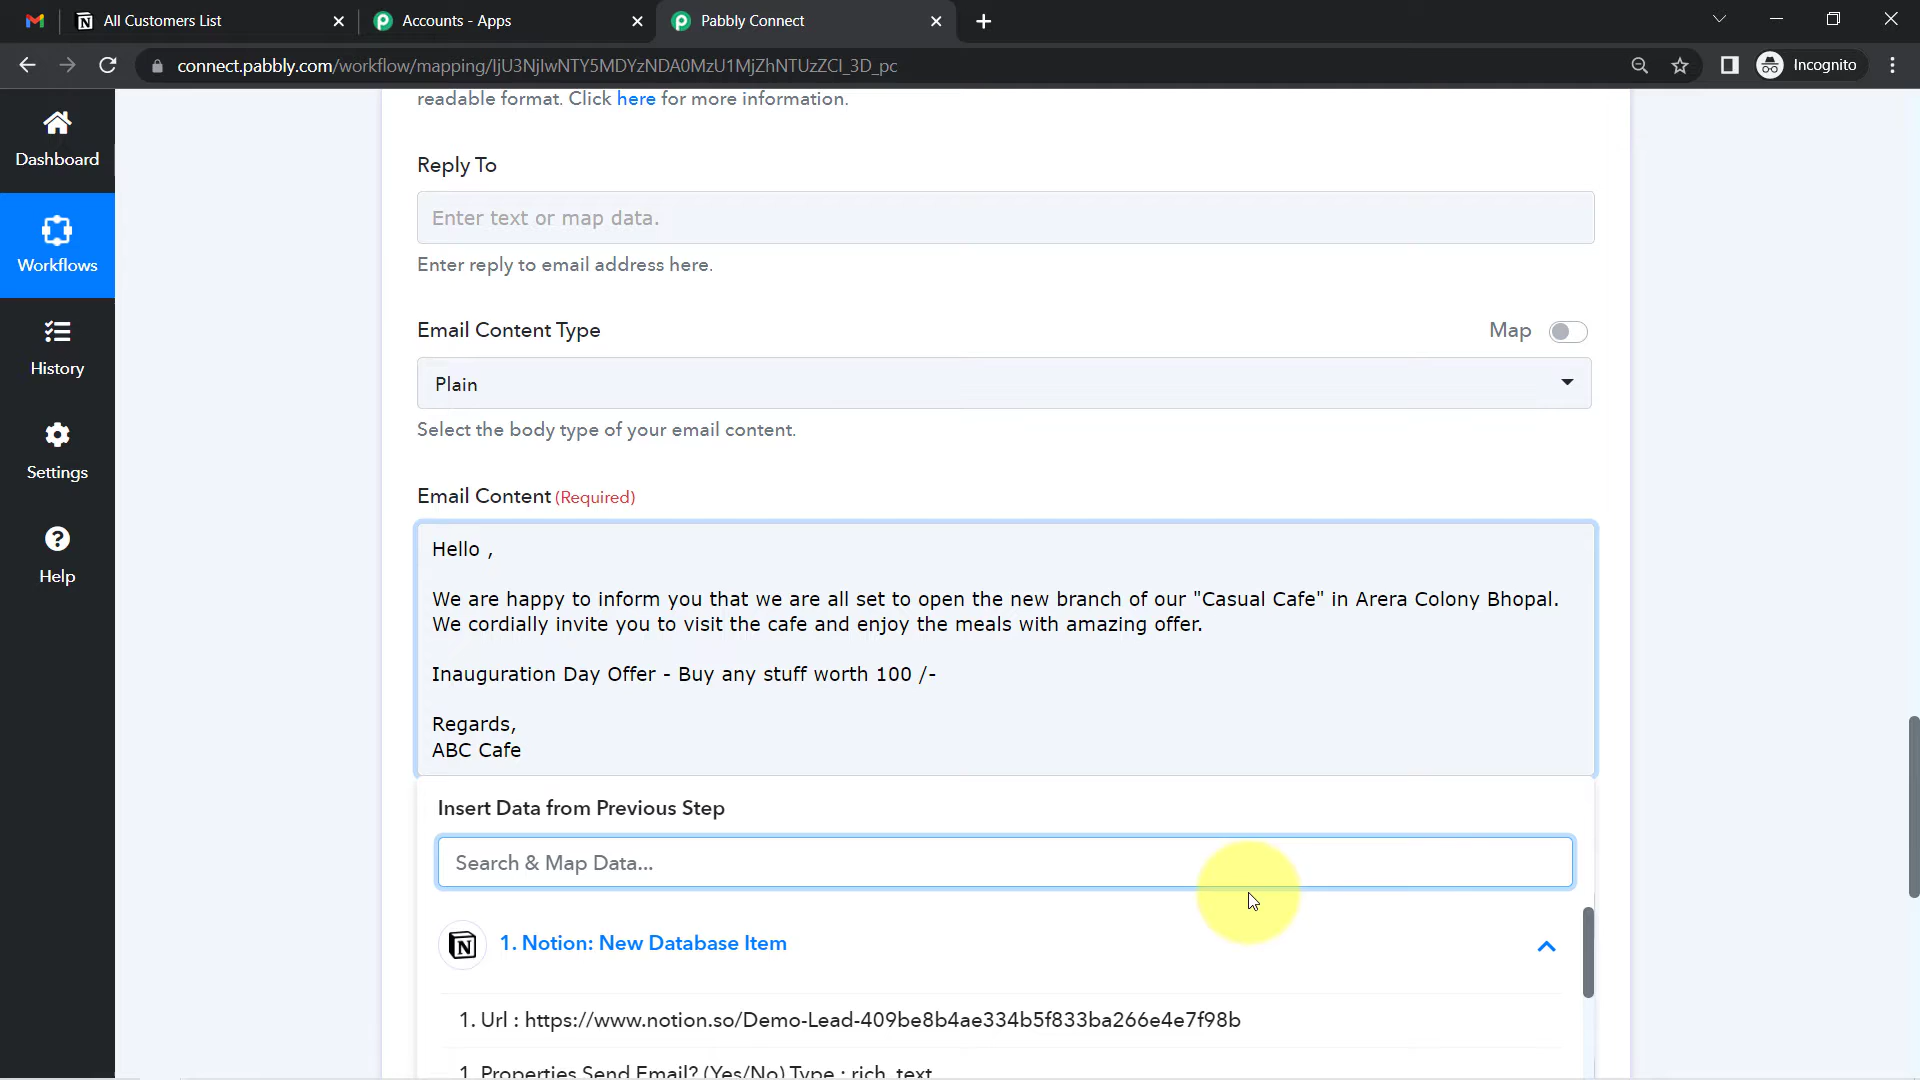 All Customers List
Accounts - Apps
Pabbly Connect
connect.pabbly.com/workflow/mapping/IjU3NjIwNTY5MDYzNDA0MzU1MjZhNTUzZCI_3D_pc
Incognito
Dashboard
Workflows
History
Settings
Help
readable format. Click here for more information.
Reply To
Enter text or map data.
Enter reply to email address here.
Email Content Type
Map
Plain
Select the body type of your email content.
Email Content (Required)
Hello ,
We are happy to inform you that we are all set to open the new branch of our "Casual Cafe" in Arera Colony Bhopal.
We cordially invite you to visit the cafe and enjoy the meals with amazing offer.
Inauguration Day Offer - Buy any stuff worth 100 /-
Regards,
ABC Cafe
Insert Data from Previous Step
Search & Map Data...
1. Notion: New Database Item
1. Url : https://www.notion.so/Demo-Lead-409be8b4ae334b5f833ba266e4e7f98b
1. Properties Send Email? (Yes/No) Type : rich_text